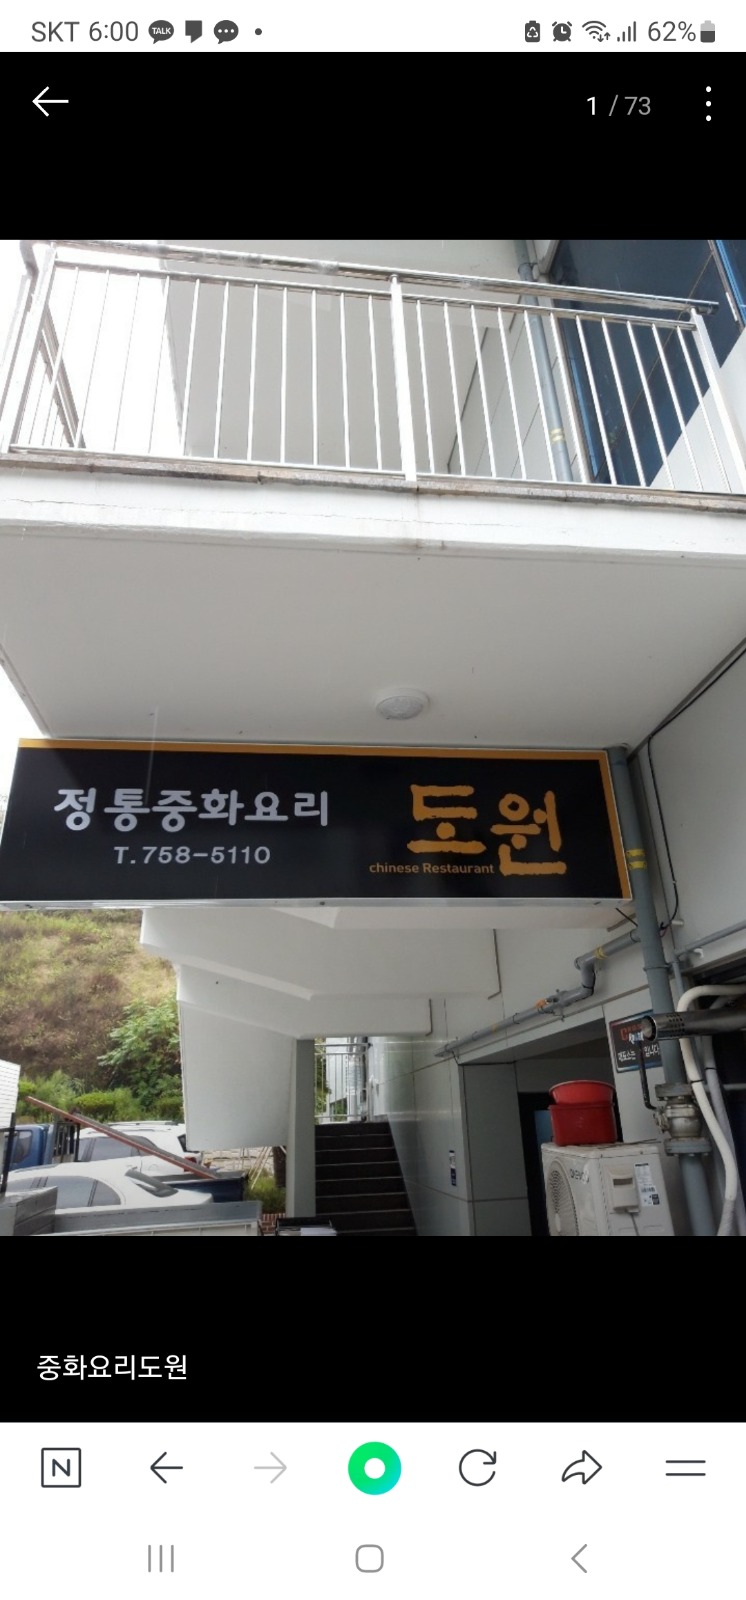 SKT 6:00 TALK 62%
1 / 73
정통중화요리 도원
T.758-5110
chinese Restaurant
중화요리도원
N